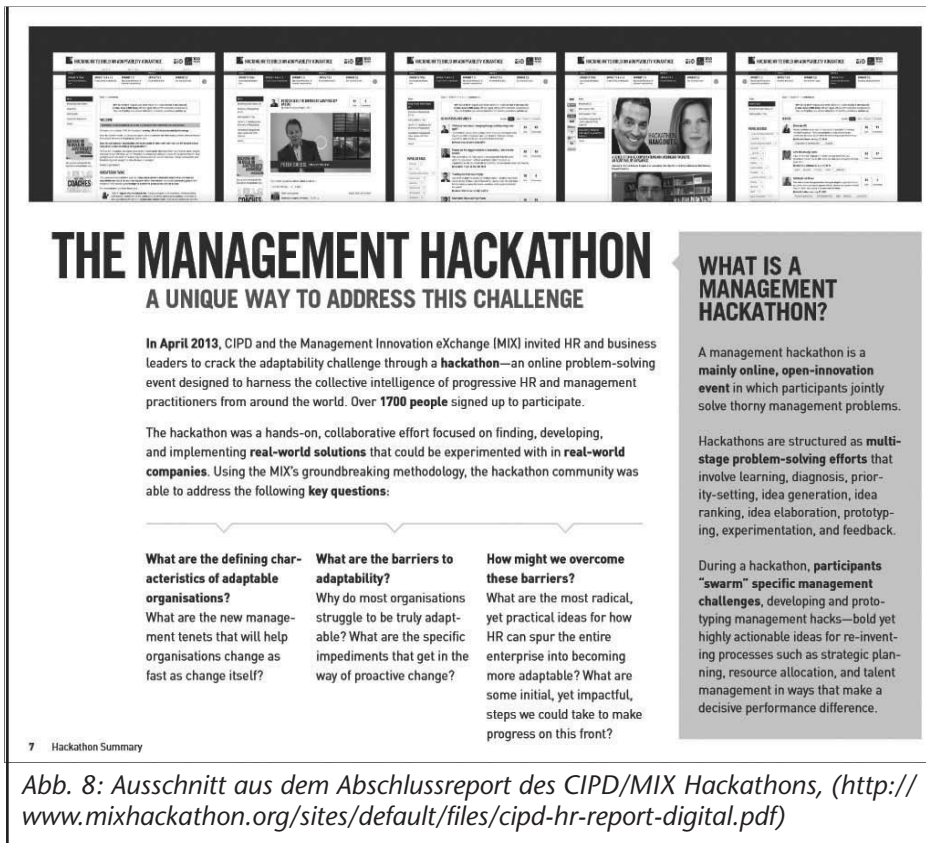 THE MANAGEMENT HACKATHON
A UNIQUE WAY TO ADDRESS THIS CHALLENGE
In April 2013, CIPD and the Management Innovation eXchange (MIX) invited HR and business
leaders to crack the adaptability challenge through a hackathon—an online problem-solving
event designed to harness the collective intelligence of progressive HR and management
practitioners from around the world. Over 1700 people signed up to participate.
The hackathon was a hands-on, collaborative effort focused on finding, developing,
and implementing real-world solutions that could be experimented with in real-world
companies. Using the MIX's groundbreaking methodology, the hackathon community was
able to address the following key questions:
What are the defining char-
acteristics of adaptable
organisations?
What are the new manage-
ment tenets that will help
organisations change as
fast as change itself?
What are the barriers to
adaptability?
Why do most organisations
struggle to be truly adapt-
able? What are the specific
impediments that get in the
way of proactive change?
How might we overcome
these barriers?
What are the most radical,
yet practical ideas for how
HR can spur the entire
enterprise into becoming
more adaptable? What are
some initial, yet impactful,
steps we could take to make
progress on this front?
WHAT IS A
MANAGEMENT
HACKATHON?
A management hackathon is a
mainly online, open-innovation
event in which participants jointly
solve thorny management problems.
Hackathons are structured as multi-
stage problem-solving efforts that
involve learning, diagnosis, prior-
ity-setting, idea generation, idea
ranking, idea elaboration, prototyp-
ing, experimentation, and feedback.
During a hackathon, participants
"swarm" specific management
challenges, developing and proto-
typing management hacks—bold yet
highly actionable ideas for re-invent-
ing processes such as strategic plan-
ning, resource allocation, and talent
management in ways that make a
decisive performance difference.
7 Hackathon Summary
Abb. 8: Ausschnitt aus dem Abschlussreport des CIPD/MIX Hackathons, (http://
www.mixhackathon.org/sites/default/files/cipd-hr-report-digital.pdf)